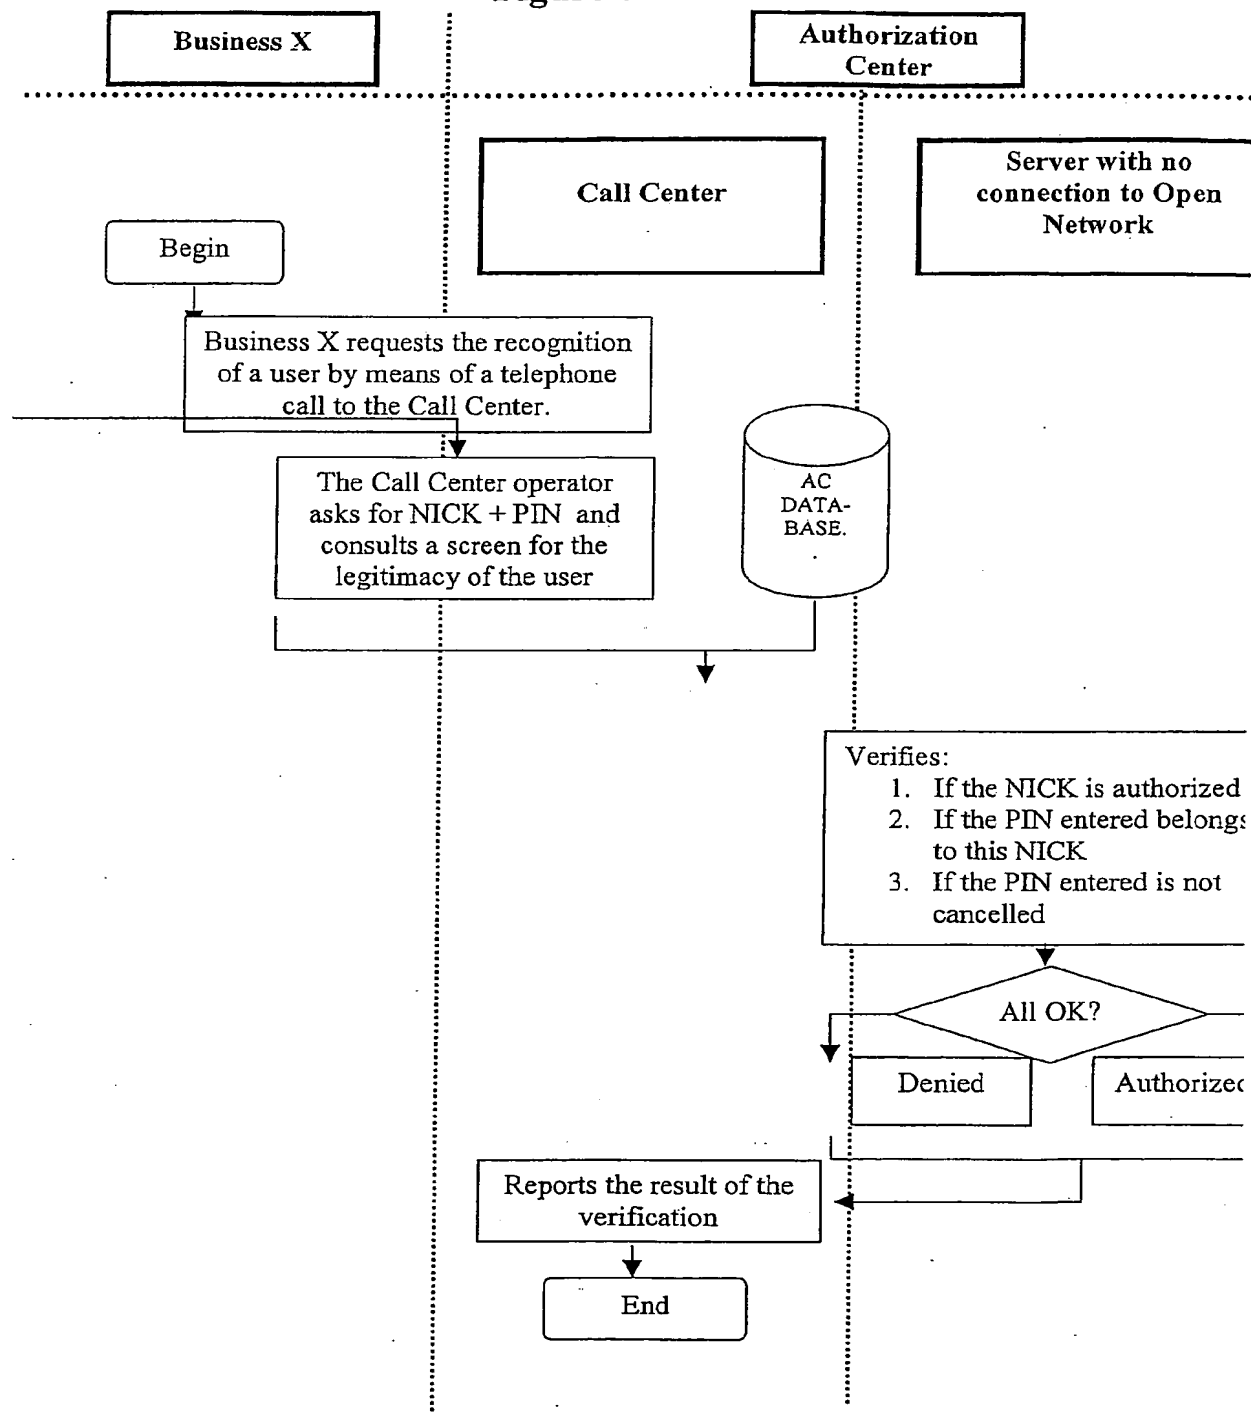 Business X
Authorization
Center
Call Center
Server with no
connection to Open
Network
Begin
Business X requests the recognition
of a user by means of a telephone
call to the Call Center.
The Call Center operator
asks for NICK + PIN and
consults a screen for the
legitimacy of the user
AC
DATA-
BASE.
Verifies:
1. If the NICK is authorized
2. If the PIN entered belongs
to this NICK
3. If the PIN entered is not
cancelled
All OK?
Denied
Authorized
Reports the result of the
verification
End